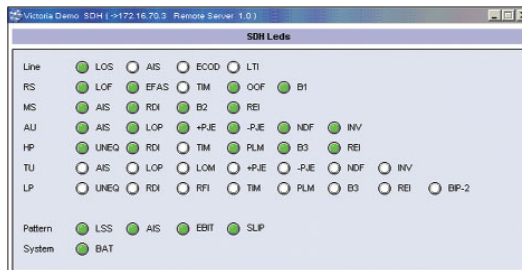 Victoria Demo SDH ( ->172.16.70.3 Remote Server 1.0 )
SDH Leds
Line LOS AIS ECOD LTI
RS LOF EFAS TIM OOF B1
MS AIS RDI B2 REI
AU AIS LOP +PJE -PJE NDF INV
HP UNEQ RDI TIM PLM B3 REI
TU AIS LOP LOM +PJE -PJE NDF INV
LP UNEQ RDI RFI TIM PLM B3 REI BIP-2
Pattern LSS AIS EBIT SLIP
System BAT